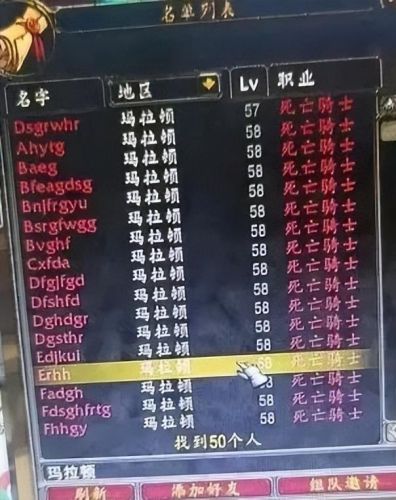 名单列表
名字 地区 Lv 职业
Dsgrwhr 玛拉顿 57 死亡骑士
Ahytg 玛拉顿 58 死亡骑士
Baeg 玛拉顿 58 死亡骑士
Bfeagdsg 玛拉顿 58 死亡骑士
Bnlfrgyu 玛拉顿 58 死亡骑士
Bsrgfwgg 玛拉顿 58 死亡骑士
Bvghf 玛拉顿 58 死亡骑士
Cxfda 玛拉顿 58 死亡骑士
Dfgjfgd 玛拉顿 58 死亡骑士
Dfshfd 玛拉顿 58 死亡骑士
Dghdgr 玛拉顿 58 死亡骑士
Dgsthr 玛拉顿 58 死亡骑士
Edjkui 玛拉顿 58 死亡骑士
Erhh 玛拉顿 58 死亡骑士
Fadgh 玛拉顿 58 死亡骑士
Fdsghfrtg 玛拉顿 58 死亡骑士
Fhhgy 玛拉顿 58 死亡骑士
找到50个人
玛拉顿
刷新 添加好友 组队邀请